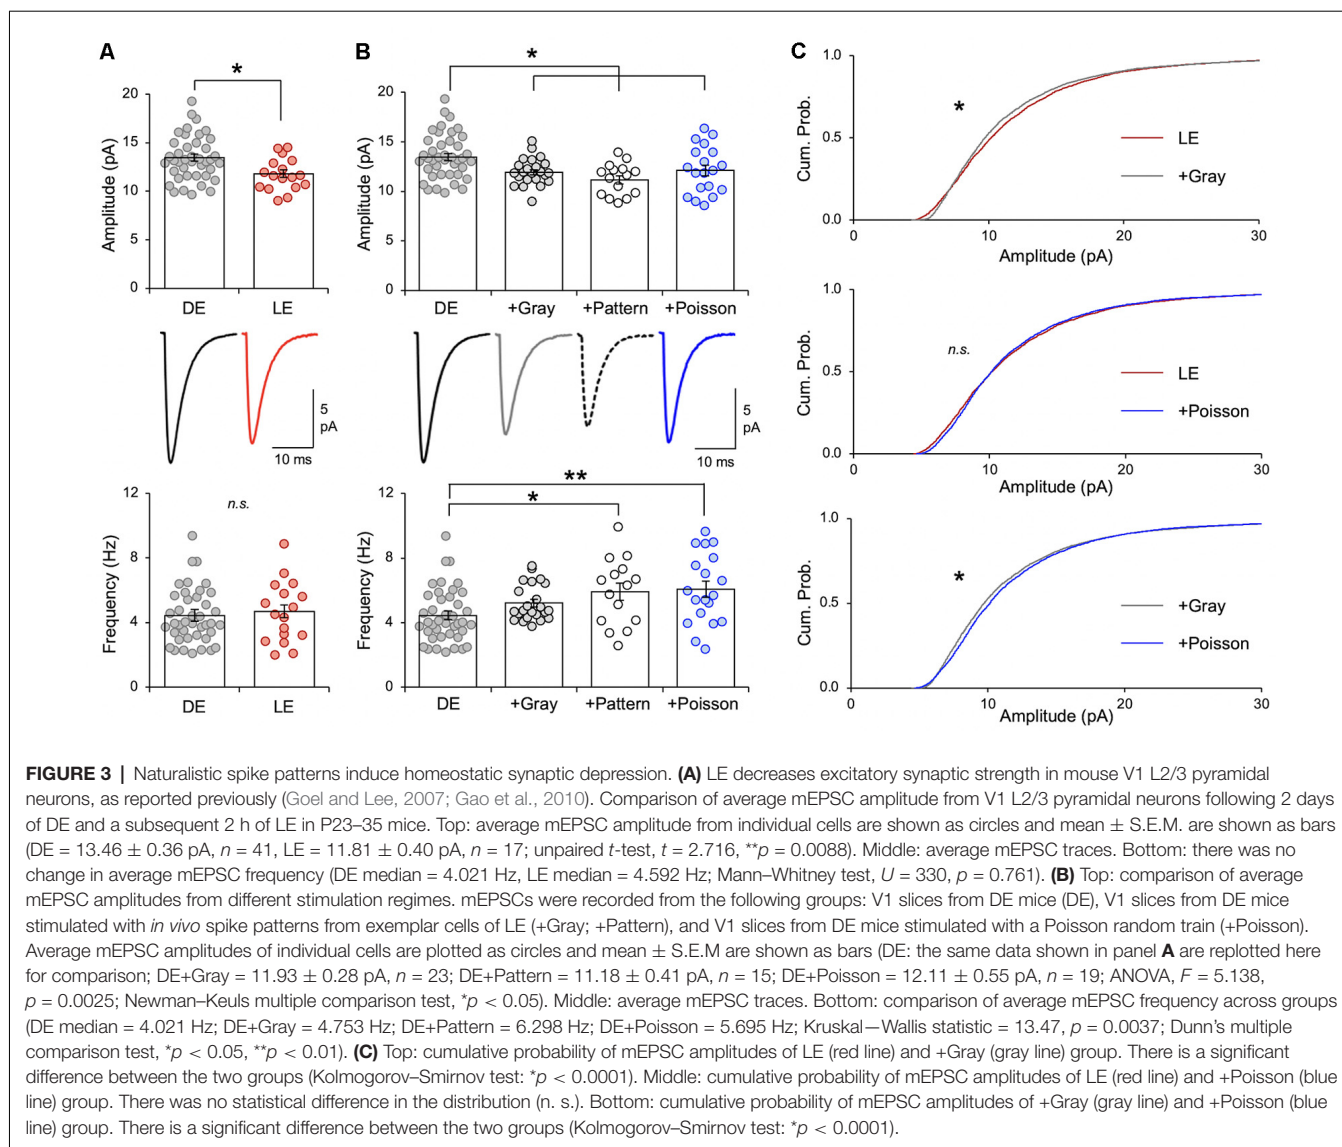 A
*
20
15
10
5
0
Amplitude (pA)
DE
LE
5
pA
10 ms
n.s.
12
8
4
0
Frequency (Hz)
DE
LE
B
*
20
15
10
5
0
Amplitude (pA)
DE
+Gray
+Pattern
+Poisson
5
pA
10 ms
**
*
12
8
4
0
Frequency (Hz)
DE
+Gray
+Pattern
+Poisson
C
1.0
0.5
0.0
Cum. Prob.
*
LE
+Gray
0
10
20
30
Amplitude (pA)
1.0
0.5
0.0
Cum. Prob.
n.s.
LE
+Poisson
0
10
20
30
1.0
0.5
0.0
Cum. Prob.
*
+Gray
+Poisson
0
10
20
30
Amplitude (pA)
FIGURE 3 | Naturalistic spike patterns induce homeostatic synaptic depression. (A) LE decreases excitatory synaptic strength in mouse V1 L2/3 pyramidal
neurons, as reported previously (Goel and Lee, 2007; Gao et al., 2010). Comparison of average mEPSC amplitude from V1 L2/3 pyramidal neurons following 2 days
of DE and a subsequent 2 h of LE in P23–35 mice. Top: average mEPSC amplitude from individual cells are shown as circles and mean ± S.E.M. are shown as bars
(DE = 13.46 ± 0.36 pA, n = 41, LE = 11.81 ± 0.40 pA, n = 17; unpaired t-test, t = 2.716, **p = 0.0088). Middle: average mEPSC traces. Bottom: there was no
change in average mEPSC frequency (DE median = 4.021 Hz, LE median = 4.592 Hz; Mann–Whitney test, U = 330, p = 0.761). (B) Top: comparison of average
mEPSC amplitudes from different stimulation regimes. mEPSCs were recorded from the following groups: V1 slices from DE mice (DE), V1 slices from DE mice
stimulated with in vivo spike patterns from exemplar cells of LE (+Gray; +Pattern), and V1 slices from DE mice stimulated with a Poisson random train (+Poisson).
Average mEPSC amplitudes of individual cells are plotted as circles and mean ± S.E.M are shown as bars (DE: the same data shown in panel A are replotted here
for comparison; DE+Gray = 11.93 ± 0.28 pA, n = 23; DE+Pattern = 11.18 ± 0.41 pA, n = 15; DE+Poisson = 12.11 ± 0.55 pA, n = 19; ANOVA, F = 5.138,
p = 0.0025; Newman–Keuls multiple comparison test, *p < 0.05). Middle: average mEPSC traces. Bottom: comparison of average mEPSC frequency across groups
(DE median = 4.021 Hz; DE+Gray = 4.753 Hz; DE+Pattern = 6.298 Hz; DE+Poisson = 5.695 Hz; Kruskal—Wallis statistic = 13.47, p = 0.0037; Dunn's multiple
comparison test, *p < 0.05, **p < 0.01). (C) Top: cumulative probability of mEPSC amplitudes of LE (red line) and +Gray (gray line) group. There is a significant
difference between the two groups (Kolmogorov–Smirnov test: *p < 0.0001). Middle: cumulative probability of mEPSC amplitudes of LE (red line) and +Poisson (blue
line) group. There was no statistical difference in the distribution (n. s.). Bottom: cumulative probability of mEPSC amplitudes of +Gray (gray line) and +Poisson (blue
line) group. There is a significant difference between the two groups (Kolmogorov–Smirnov test: *p < 0.0001).